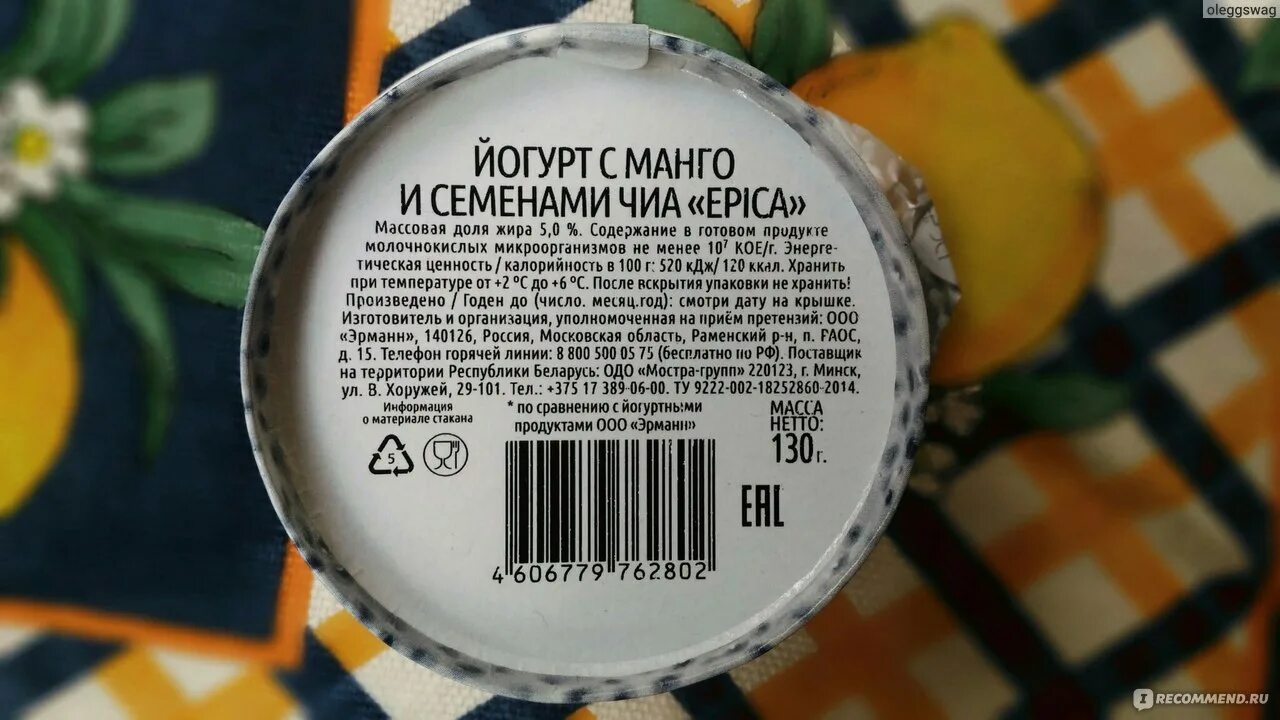 oleggswag
ЙОГУРТ С МАНГО
И СЕМЕНАМИ ЧИА «EPICA»
Массовая доля жира 5,0 %. Содержание в готовом продукте
молочнокислых микроорганизмов не менее 10⁷ КОЕ/г. Энерге-
тическая ценность / калорийность в 100 г: 520 кДж/ 120 ккал. Хранить
при температуре от +2 °С до +6 °С. После вскрытия упаковки не хранить!
Произведено / Годен до (число. месяц.год): смотри дату на крышке.
Изготовитель и организация, уполномоченная на приём претензий: ООО
«Эрманн», 140126, Россия, Московская область, Раменский р-н, п. РАОС,
д. 15. Телефон горячей линии: 8 800 500 05 75 (бесплатно по РФ). Поставщик
на территории Республики Беларусь: ОДО «Мостра-групп» 220123, г. Минск,
ул. В. Хоружей, 29-101. Тел.: +375 17 389-06-00. ТУ 9222-002-18252860-2014.
Информация
о материале стакана
* по сравнению с йогуртными
продуктами ООО «Эрманн»
МАССА
НЕТТО:
130 г.
5
EAC
4 606779 762802
IRECOMMEND.RU